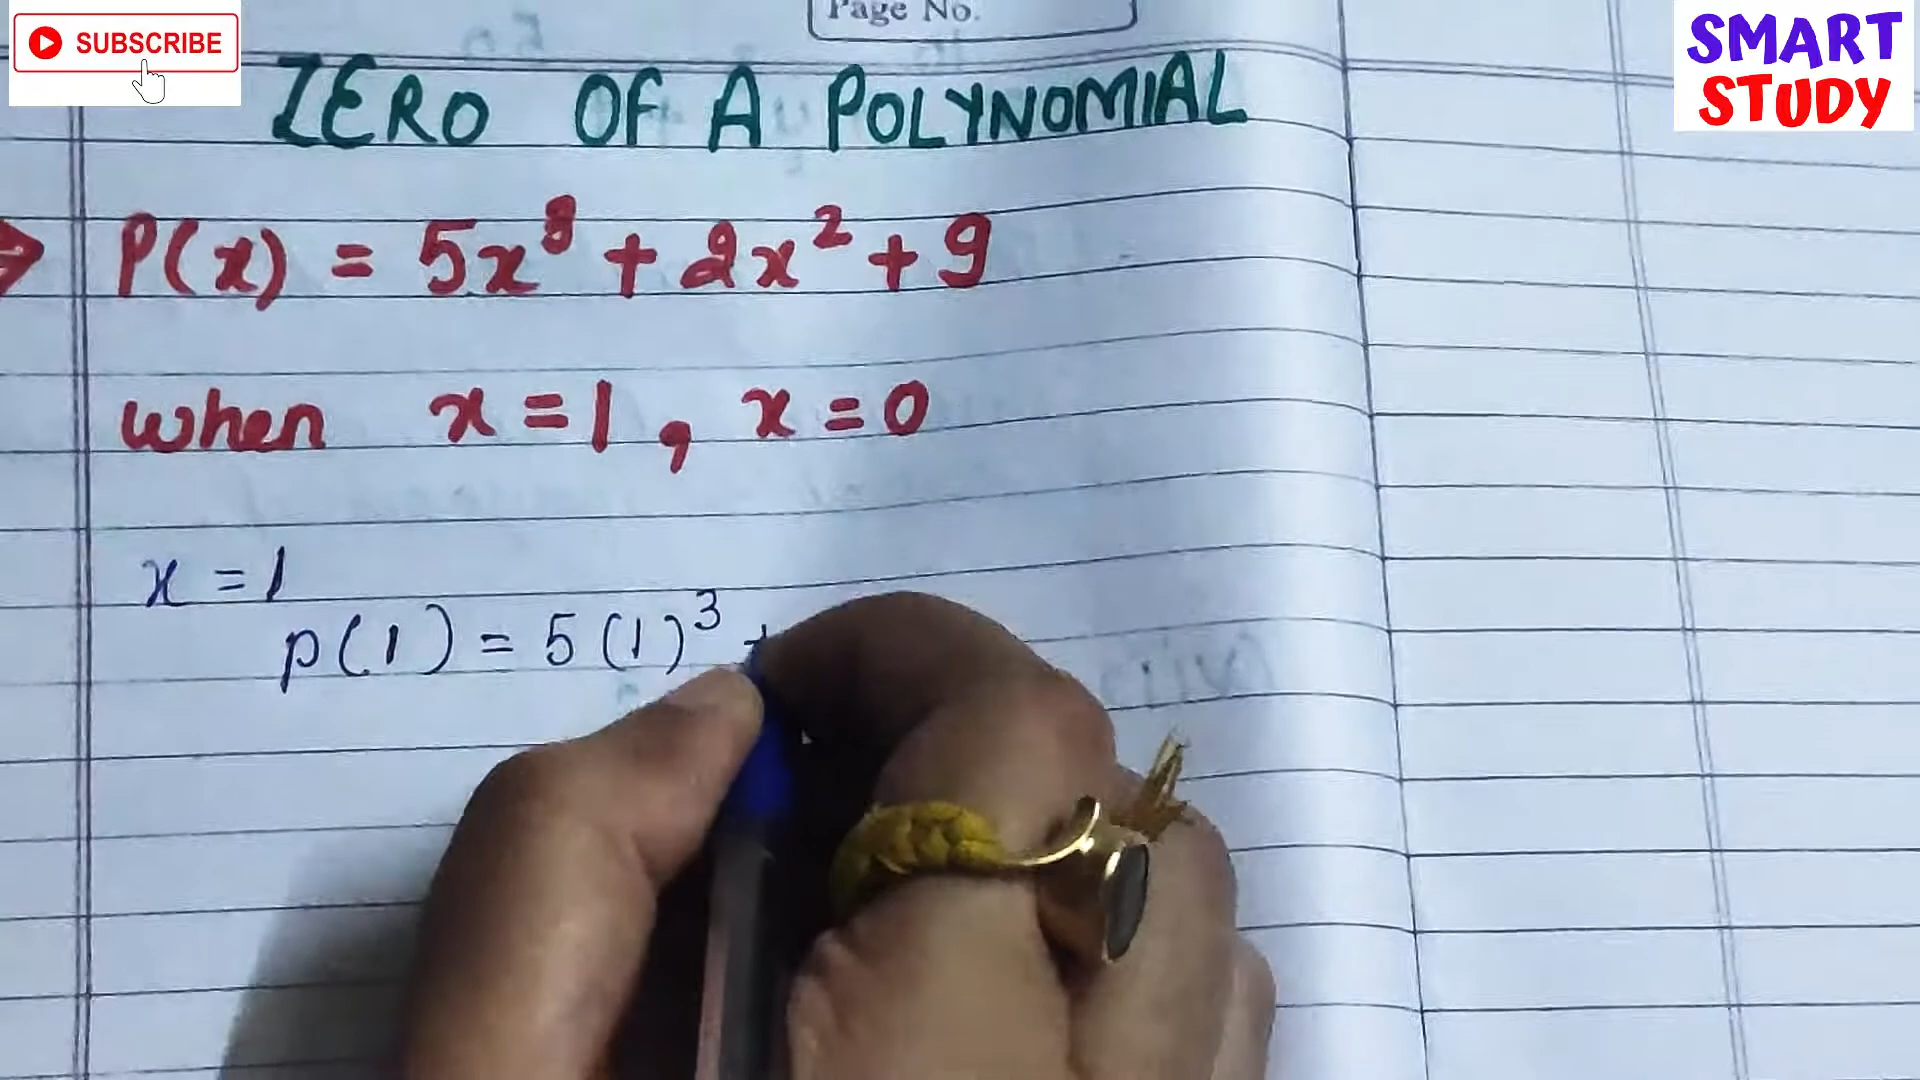 Page No.
SUBSCRIBE
SMART
STUDY
ZERO OF A POLYNOMIAL
P(x) = 5x³ + 2x² + 9
when x = 1 , x = 0
x = 1
p(1) = 5(1)³ +